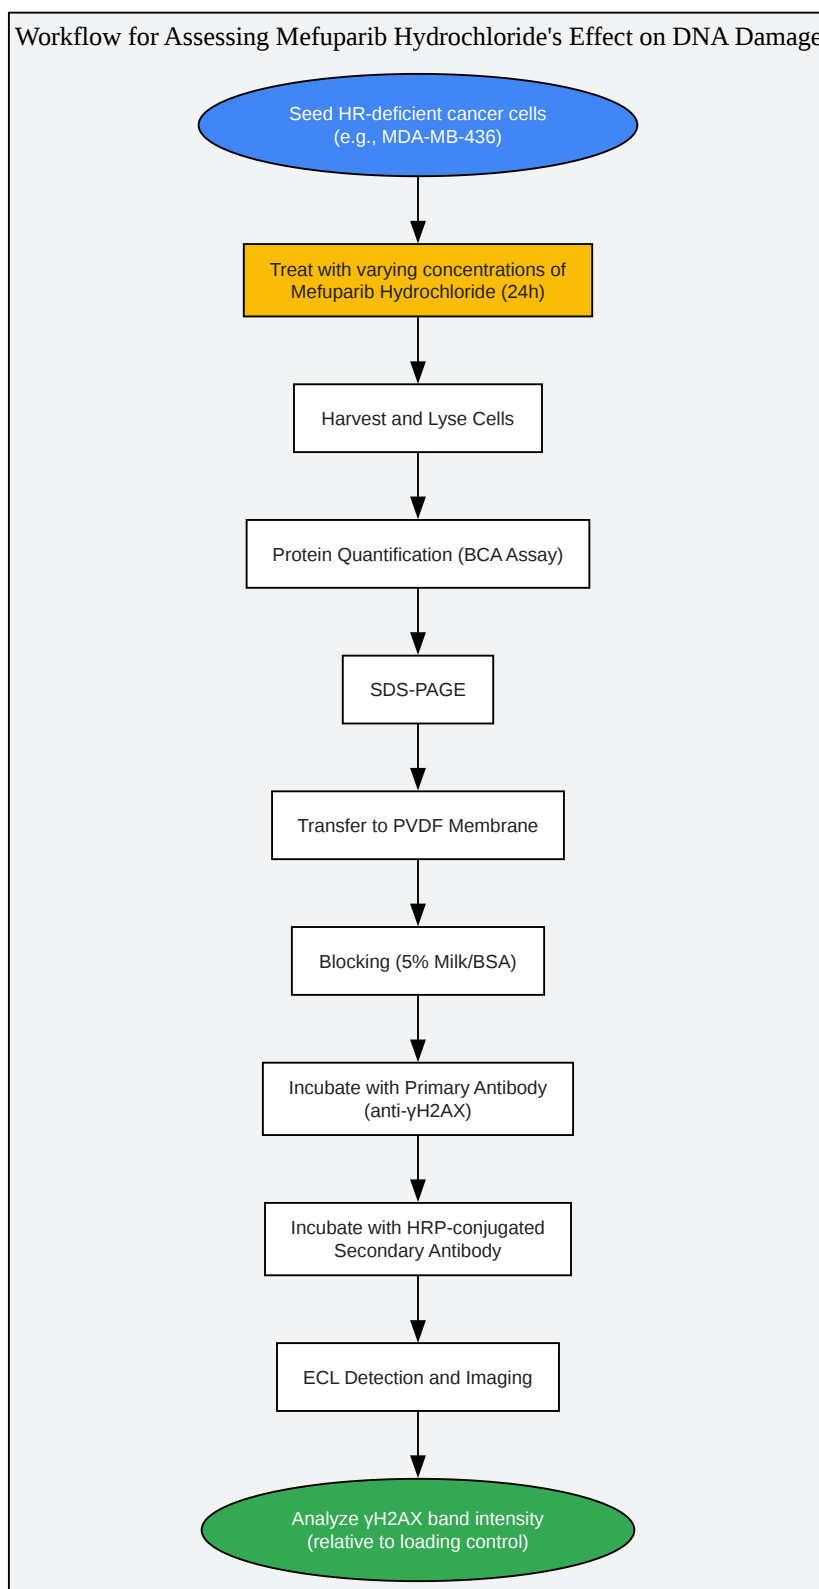 Workflow for Assessing Mefuparib Hydrochloride's Effect on DNA Damage
Seed HR-deficient cancer cells
(e.g., MDA-MB-436)
Treat with varying concentrations of
Mefuparib Hydrochloride (24h)
Harvest and Lyse Cells
Protein Quantification (BCA Assay)
SDS-PAGE
Transfer to PVDF Membrane
Blocking (5% Milk/BSA)
Incubate with Primary Antibody
(anti-γH2AX)
Incubate with HRP-conjugated
Secondary Antibody
ECL Detection and Imaging
Analyze γH2AX band intensity
(relative to loading control)